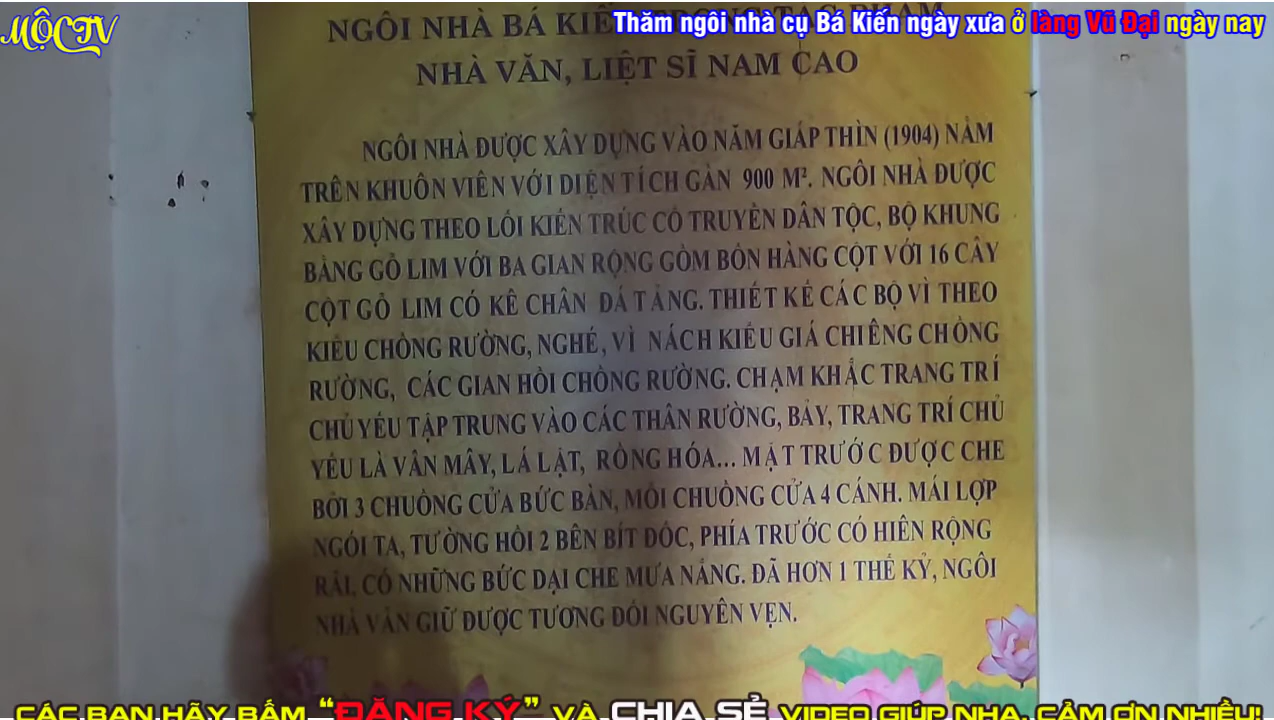 MỘC TV
Thăm ngôi nhà cụ Bá Kiến ngày xưa ở làng Vũ Đại ngày nay
NGÔI NHÀ BÁ KIẾN TRONG TÁC PHẨM
NHÀ VĂN, LIỆT SĨ NAM CAO
NGÔI NHÀ ĐƯỢC XÂY DỰNG VÀO NĂM GIÁP THÌN (1904) NẰM
TRÊN KHUÔN VIÊN VỚI DIỆN TÍCH GẦN 900 M². NGÔI NHÀ ĐƯỢC
XÂY DỰNG THEO LỐI KIẾN TRÚC CỔ TRUYỀN DÂN TỘC, BỘ KHUNG
BẰNG GỖ LIM VỚI BA GIAN RỘNG GỒM BỐN HÀNG CỘT VỚI 16 CÂY
CỘT GỖ LIM CÓ KÊ CHÂN ĐÁ TẢNG. THIẾT KẾ CÁC BỘ VÌ THEO
KIỂU CHỒNG RƯỜNG, NGHÉ, VÌ NÁCH KIỂU GIÁ CHIÊNG CHỒNG
RƯỜNG, CÁC GIAN HỒI CHỒNG RƯỜNG. CHẠM KHẮC TRANG TRÍ
CHỦ YẾU TẬP TRUNG VÀO CÁC THÂN RƯỜNG, BẢY, TRANG TRÍ CHỦ
YẾU LÀ VÂN MÂY, LÁ LẬT, RỒNG HÓA... MẶT TRƯỚC ĐƯỢC CHE
BỞI 3 CHUỒNG CỬA BỨC BÀN, MỖI CHUỒNG CỬA 4 CÁNH. MÁI LỢP
NGÓI TA, TƯỜNG HỒI 2 BÊN BÍT ĐỐC, PHÍA TRƯỚC CÓ HIÊN RỘNG
RÃI, CÓ NHỮNG BỨC DẠI CHE MƯA NẮNG. ĐÃ HƠN 1 THẾ KỶ, NGÔI
NHÀ VẪN GIỮ ĐƯỢC TƯƠNG ĐỐI NGUYÊN VẸN.
CÁC BẠN HÃY BẤM "ĐĂNG KÝ" VÀ CHIA SẺ VIDEO GIÚP NHA. CẢM ƠN NHIỀU!